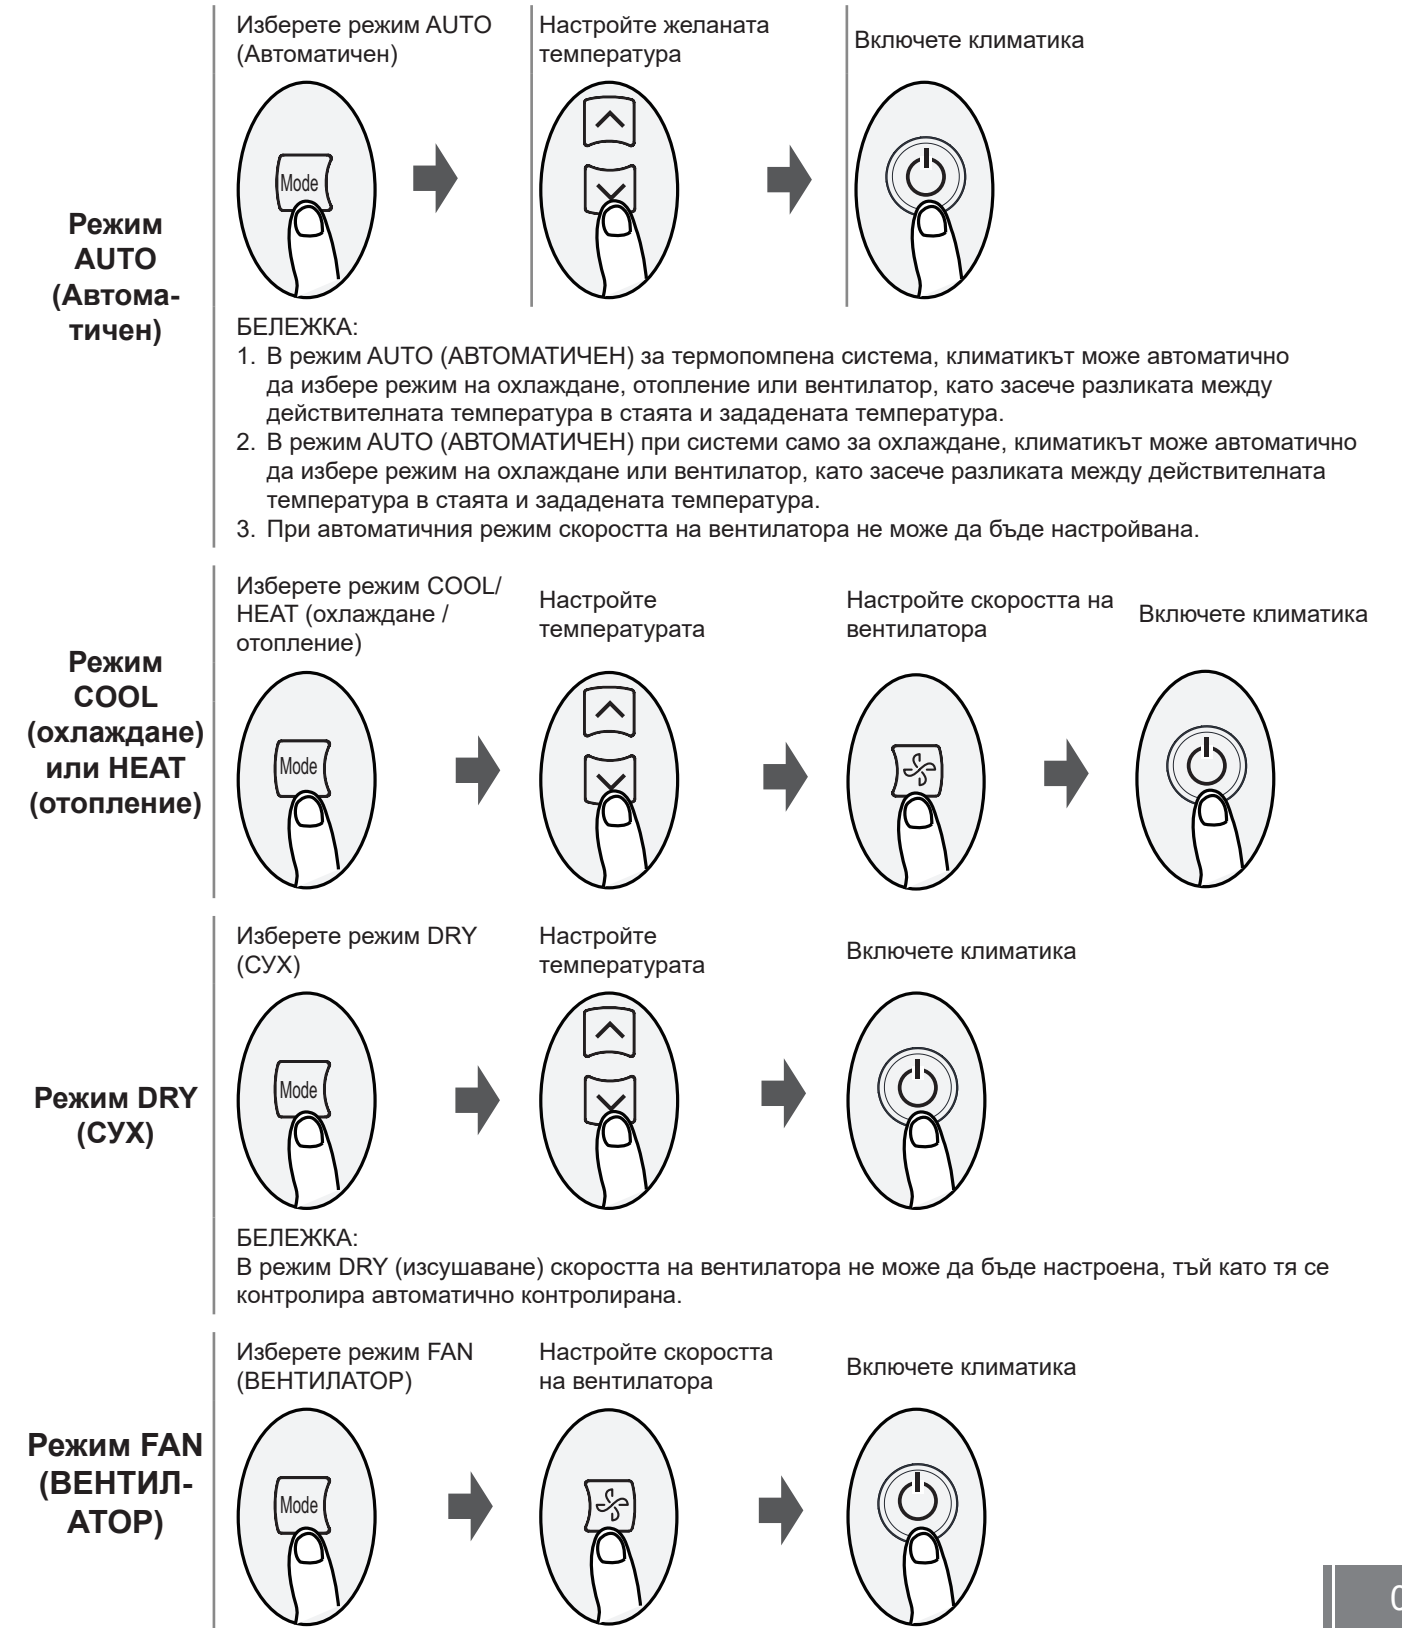 Режим
AUTO
(Автома-
тичен)
Изберете режим AUTO
(Автоматичен)
Настройте желаната
температура
Включете климатика
Mode
БЕЛЕЖКА:
1. В режим AUTO (АВТОМАТИЧЕН) за термопомпена система, климатикът може автоматично
да избере режим на охлаждане, отопление или вентилатор, като засече разликата между
действителната температура в стаята и зададената температура.
2. В режим AUTO (АВТОМАТИЧЕН) при системи само за охлаждане, климатикът може автоматично
да избере режим на охлаждане или вентилатор, като засече разликата между действителната
температура в стаята и зададената температура.
3. При автоматичния режим скоростта на вентилатора не може да бъде настройвана.
Режим
COOL
(охлаждане)
или HEAT
(отопление)
Изберете режим COOL/
HEAT (охлаждане /
отопление)
Настройте
температурата
Настройте скоростта на
вентилатора
Включете климатика
Mode
Режим DRY
(СУХ)
Изберете режим DRY
(СУХ)
Настройте
температурата
Включете климатика
Mode
БЕЛЕЖКА:
В режим DRY (изсушаване) скоростта на вентилатора не може да бъде настроена, тъй като тя се
контролира автоматично контролирана.
Режим FAN
(ВЕНТИЛ-
АТОР)
Изберете режим FAN
(ВЕНТИЛАТОР)
Настройте скоростта
на вентилатора
Включете климатика
Mode